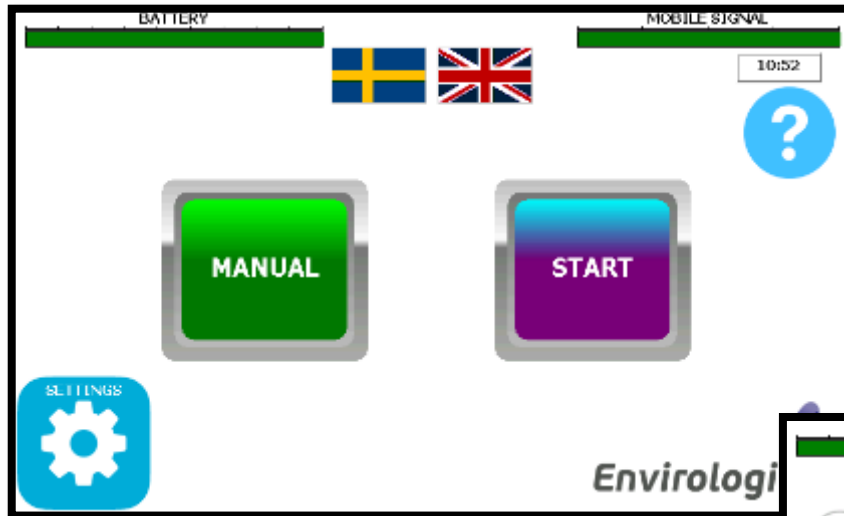 BATTERY
MOBILE SIGNAL
10:52
?
MANUAL
START
SETTINGS
Envirologi